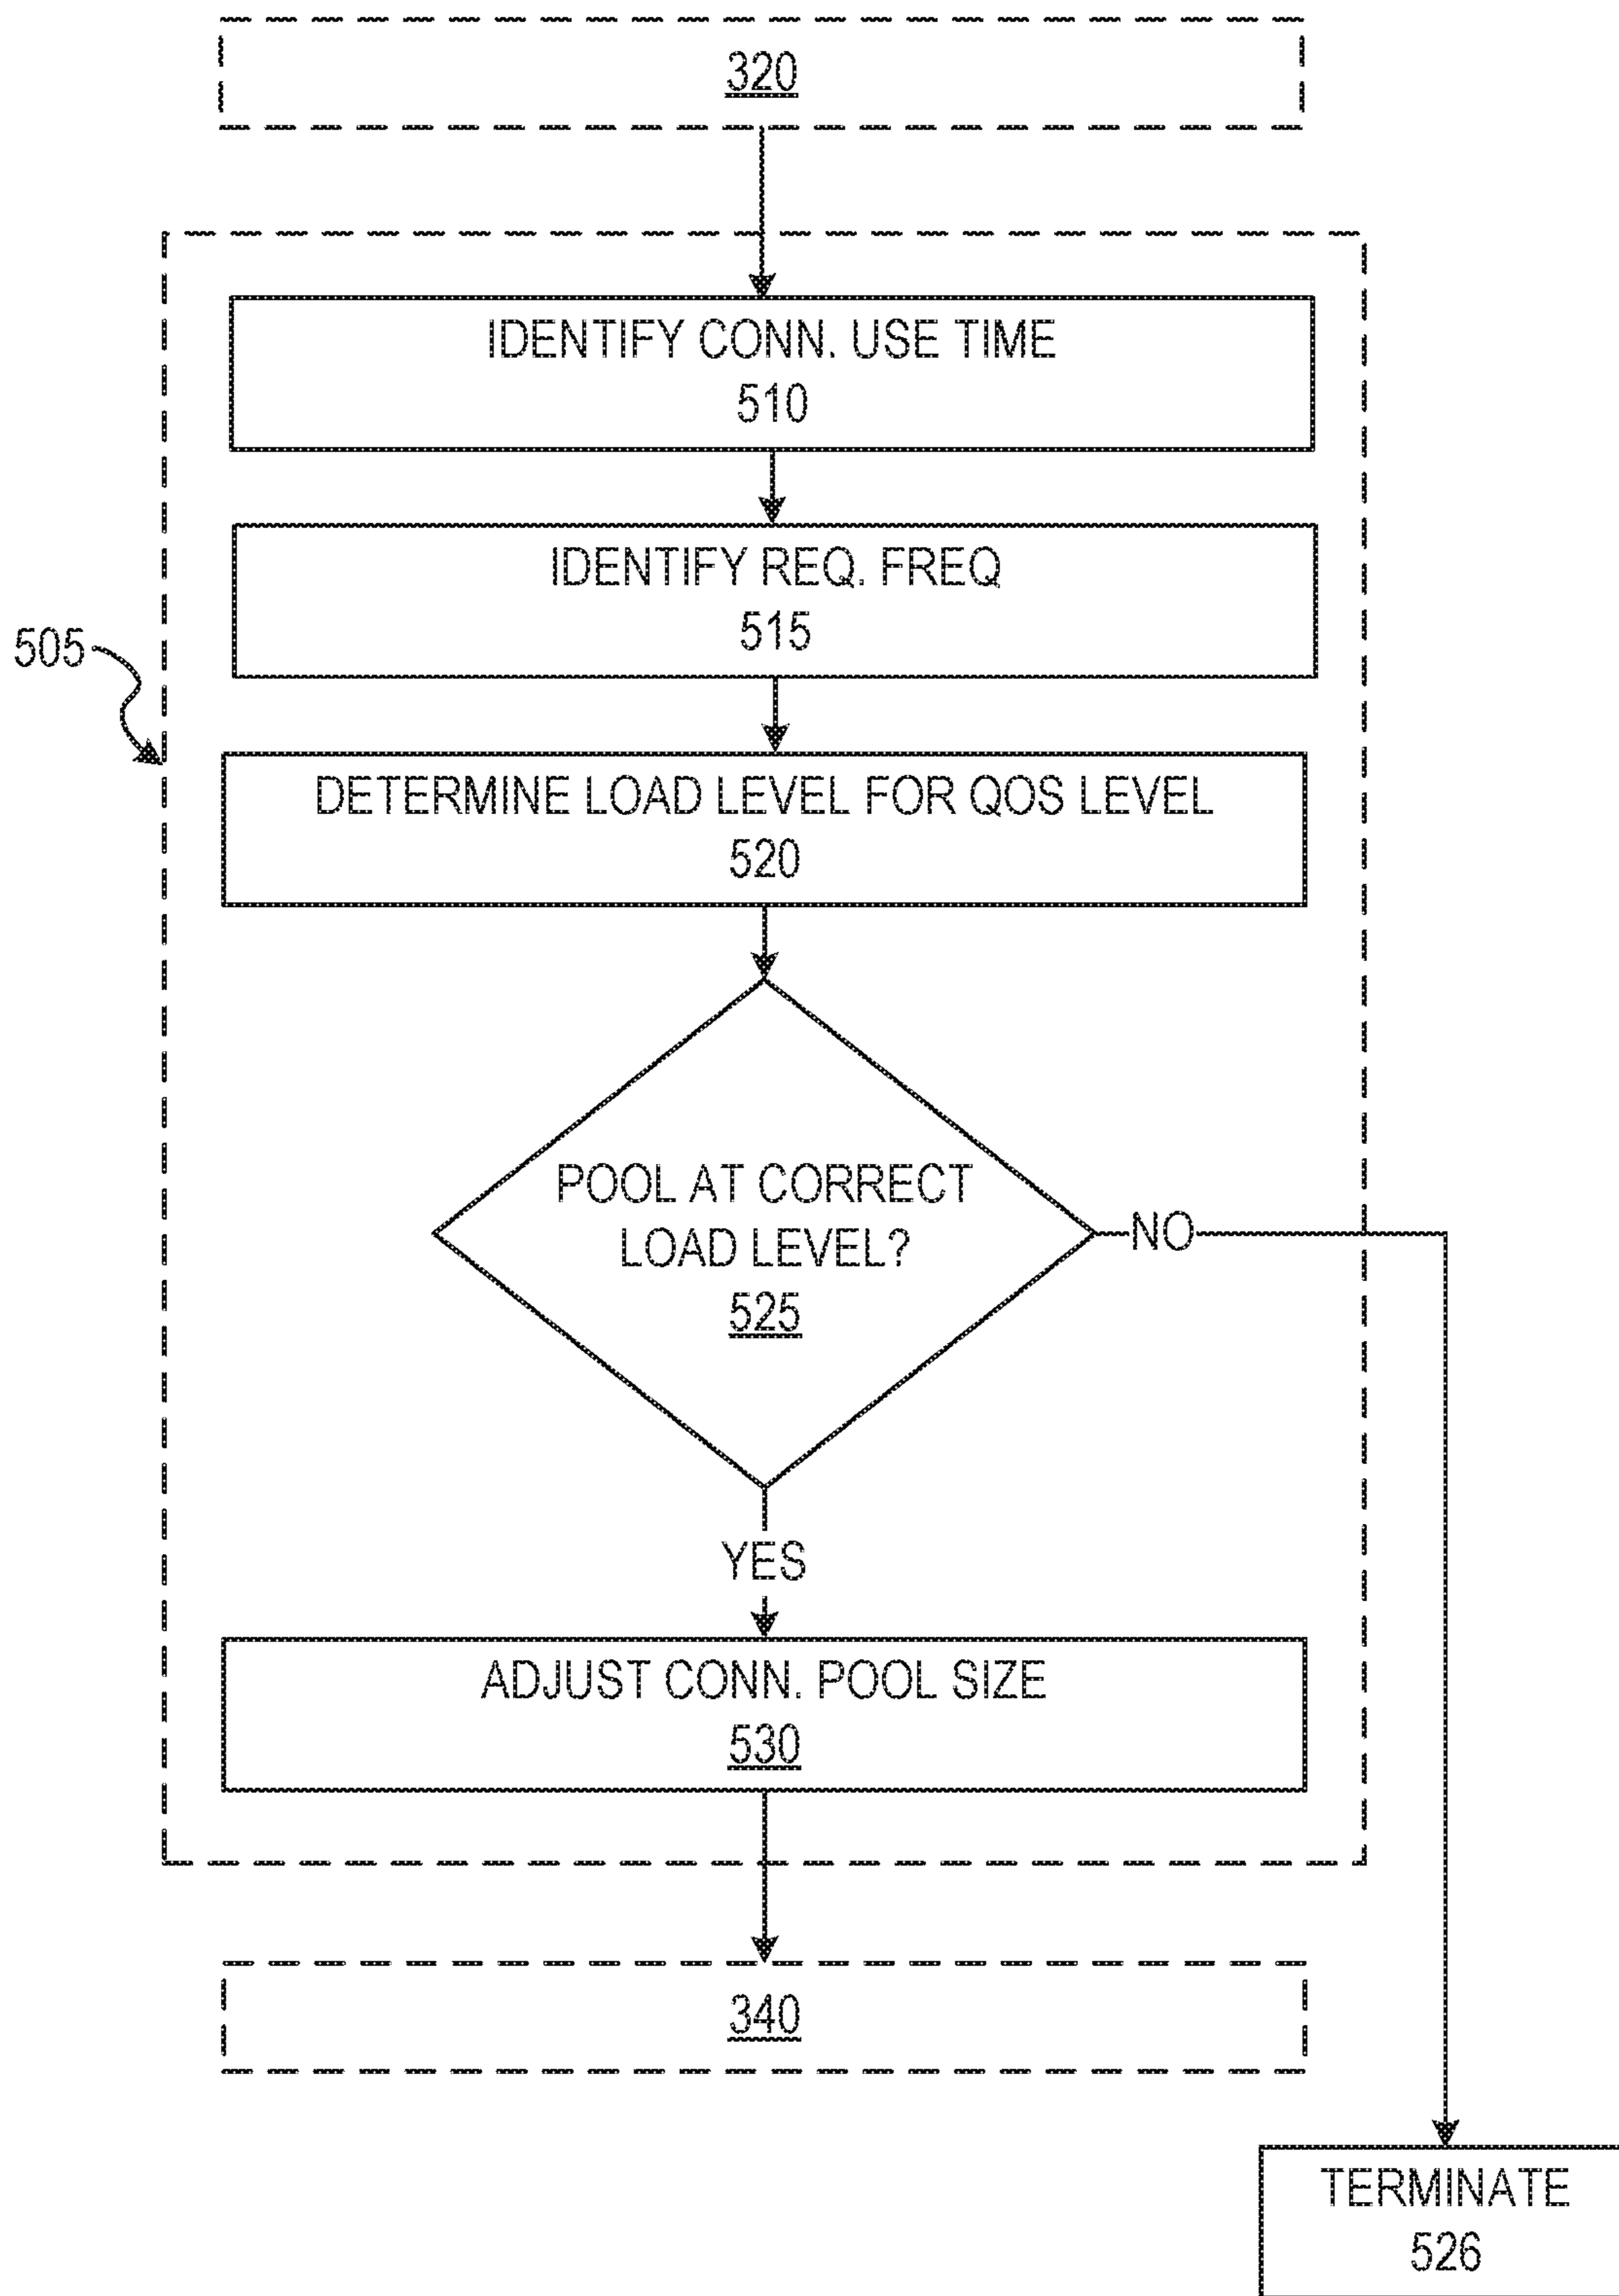 320
IDENTIFY CONN. USE TIME
510
IDENTIFY REQ. FREQ
515
505
DETERMINE LOAD LEVEL FOR QOS LEVEL
520
POOL AT CORRECT
LOAD LEVEL?
525
NO
YES
ADJUST CONN. POOL SIZE
530
340
TERMINATE
526